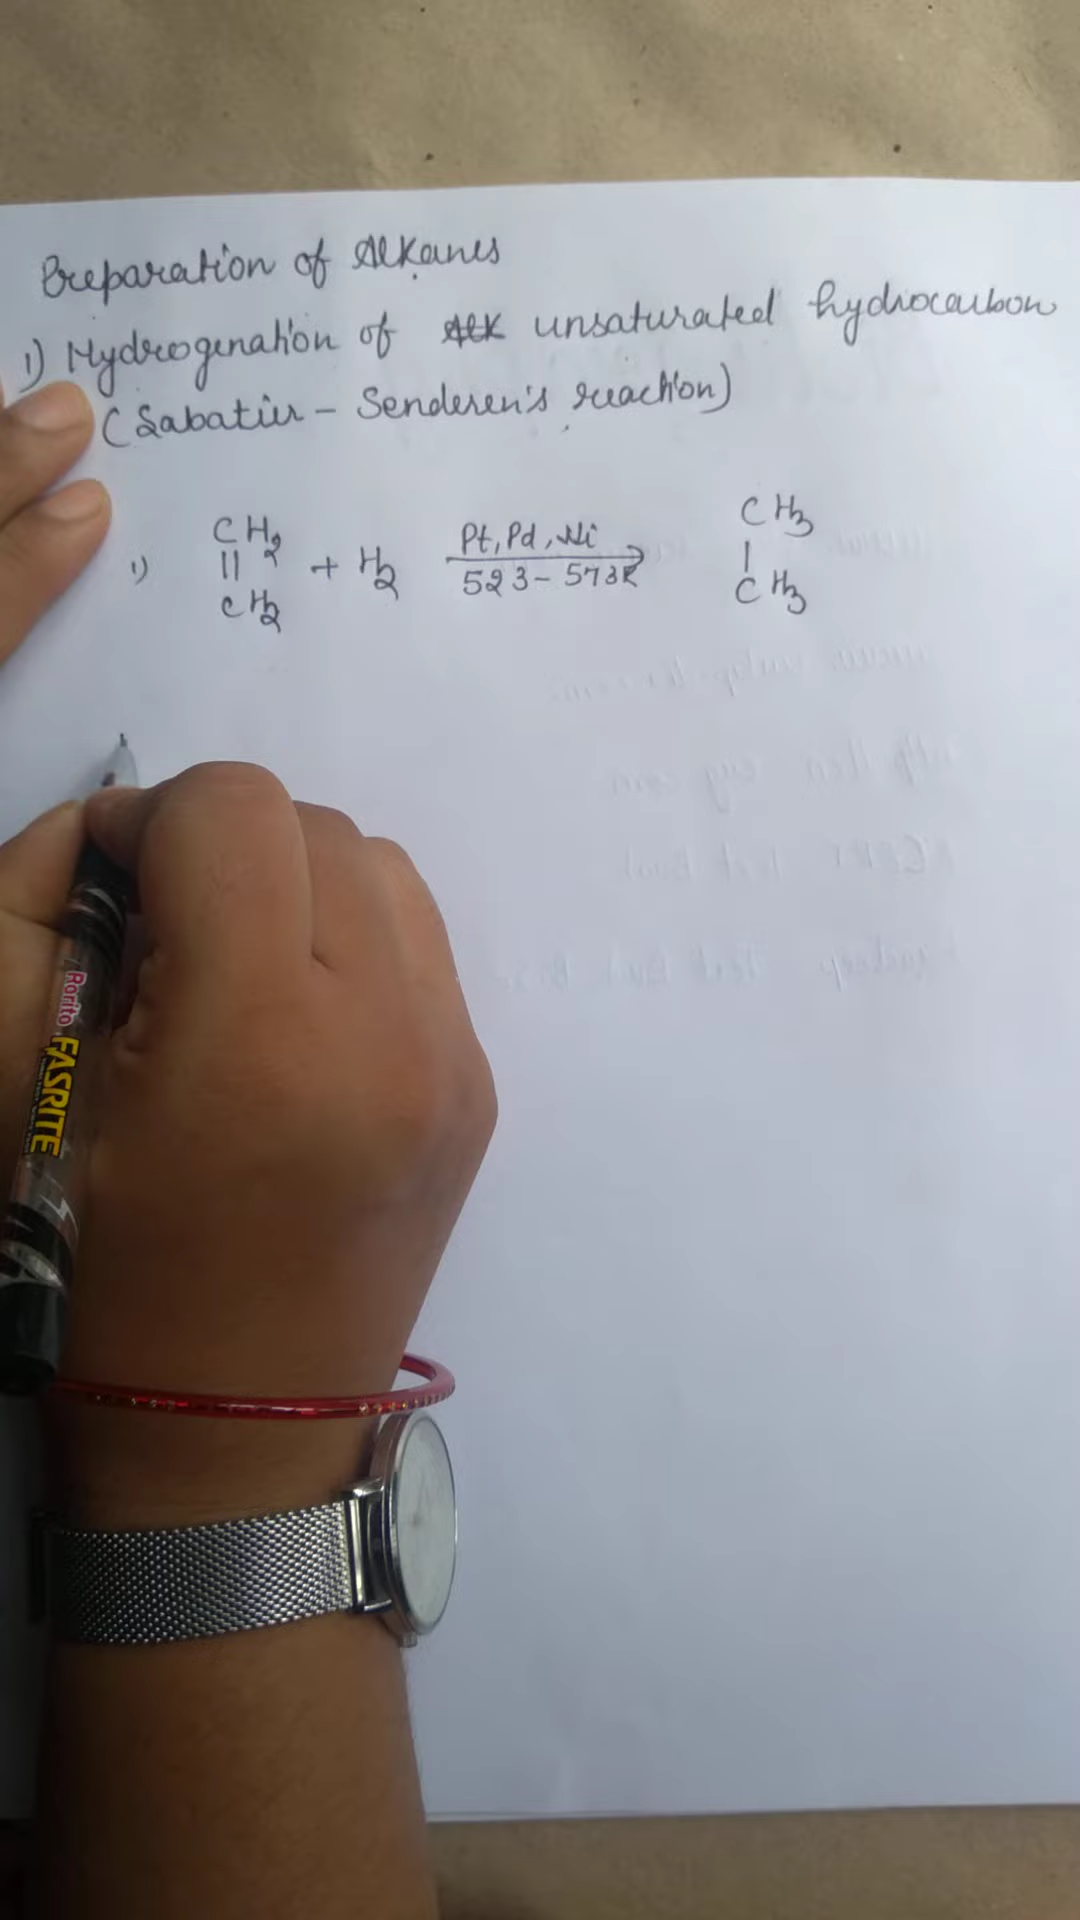 Preparation of Alkanes
1) Hydrogenation of Alk unsaturated hydrocarbon
(Sabatier - Senderen's reaction)
1) CH2 || CH2 + H2 Pt, Pd, Ni 523-573K CH3 | CH3
Rorito FASRITE